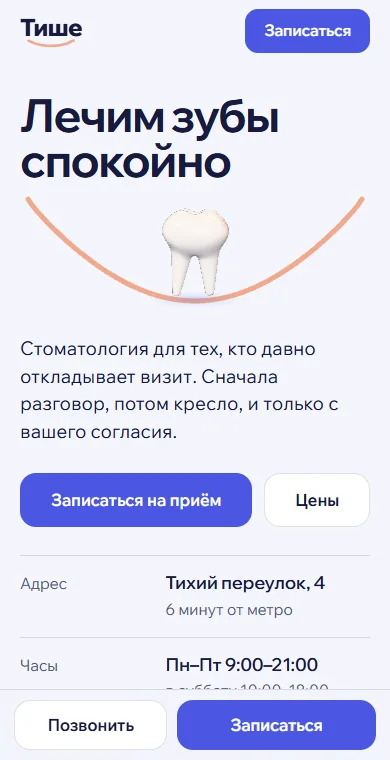 Тише
Записаться
Лечим зубы
спокойно
Стоматология для тех, кто давно
откладывает визит. Сначала
разговор, потом кресло, и только с
вашего согласия.
Записаться на приём
Цены
Адрес
Тихий переулок, 4
6 минут от метро
Часы
Пн–Пт 9:00–21:00
Позвонить
Записаться